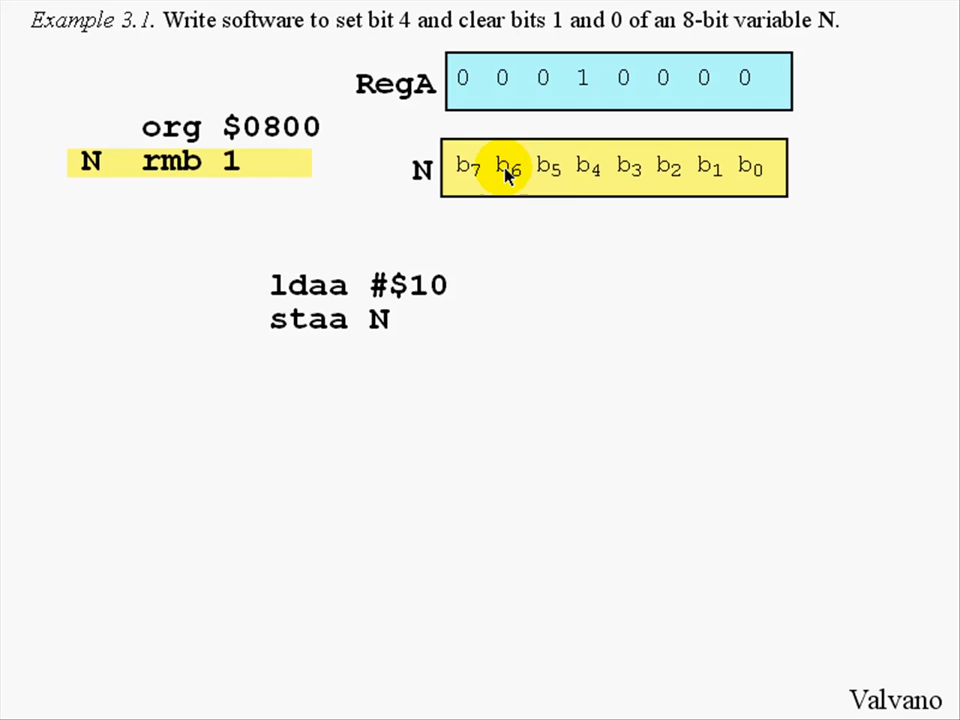 Example 3.1. Write software to set bit 4 and clear bits 1 and 0 of an 8-bit variable N.
RegA 0 0 0 1 0 0 0 0
org $0800
N rmb 1
N b7 b6 b5 b4 b3 b2 b1 b0
ldaa #$10
staa N
Valvano